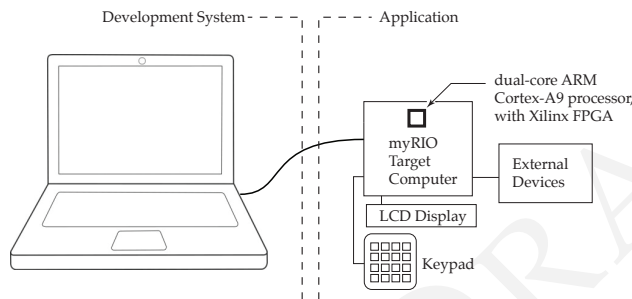 Development System
Application
dual-core ARM
Cortex-A9 processor,
with Xilinx FPGA
myRIO
Target
Computer
External
Devices
LCD Display
Keypad